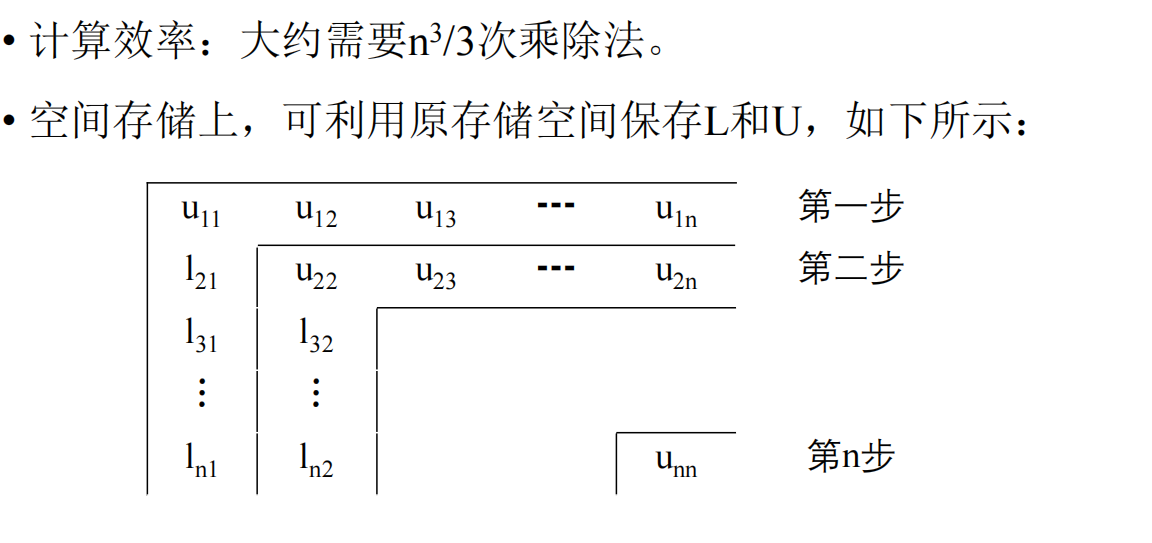 • 计算效率：大约需要n³/3次乘除法。
• 空间存储上，可利用原存储空间保存L和U，如下所示：
u₁₁ u₁₂ u₁₃ --- u₁ₙ 第一步
l₂₁ u₂₂ u₂₃ --- u₂ₙ 第二步
l₃₁ l₃₂
⋮ ⋮
lₙ₁ lₙ₂ uₙₙ 第n步